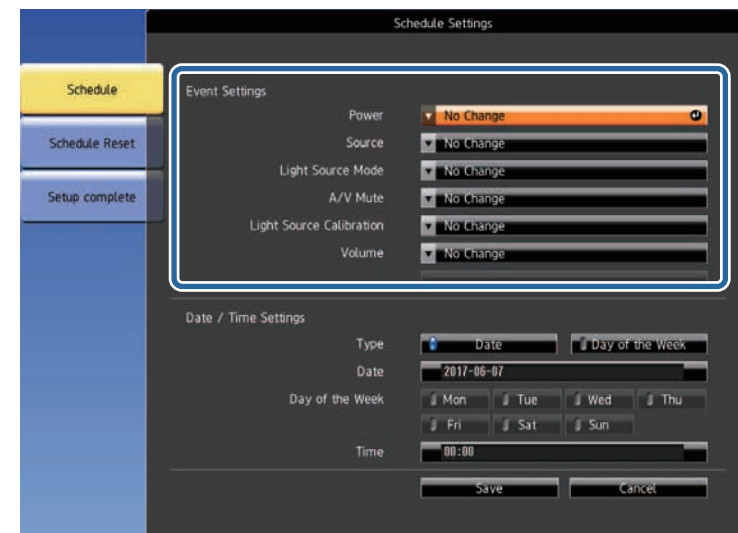 Schedule Settings
Schedule
Schedule Reset
Setup complete
Event Settings
Power No Change
Source No Change
Light Source Mode No Change
A/V Mute No Change
Light Source Calibration No Change
Volume No Change
Date / Time Settings
Type Date Day of the Week
Date 2017-06-07
Day of the Week Mon Tue Wed Thu
Fri Sat Sun
Time 00:00
Save Cancel